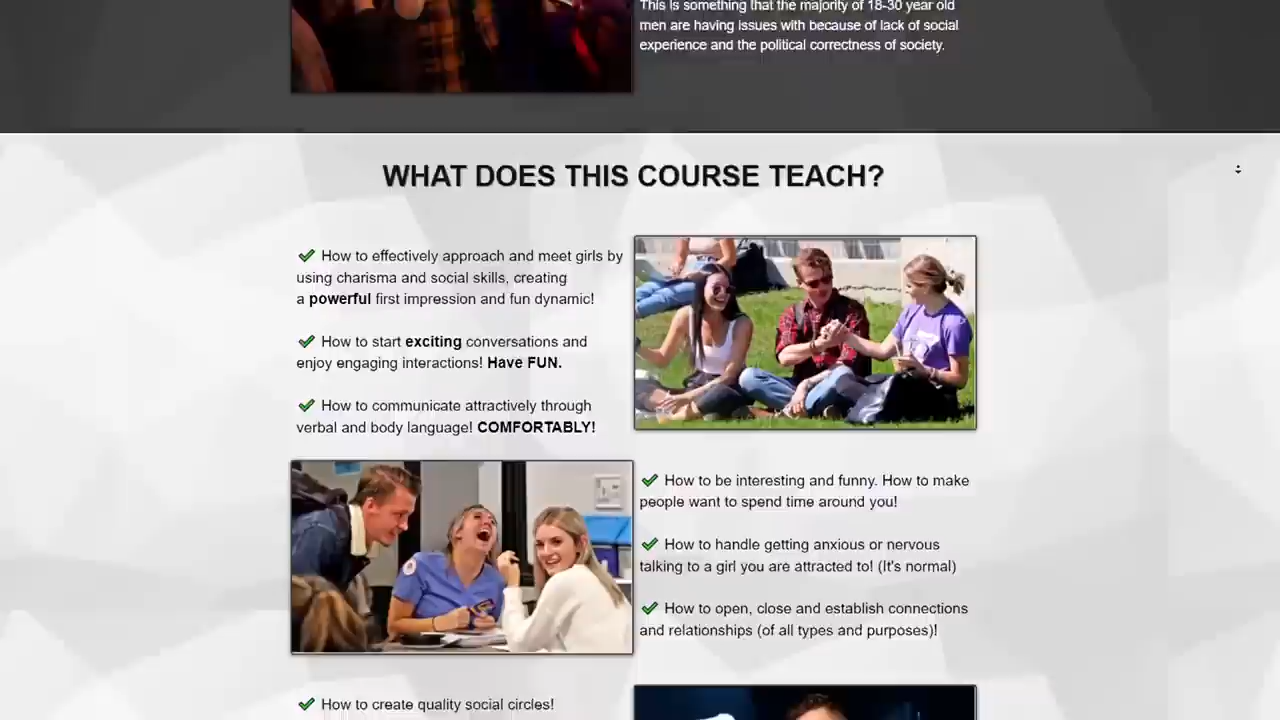 This is something that the majority of 18-30 year old
men are having issues with because of lack of social
experience and the political correctness of society.
WHAT DOES THIS COURSE TEACH?
How to effectively approach and meet girls by
using charisma and social skills, creating
a powerful first impression and fun dynamic!
How to start exciting conversations and
enjoy engaging interactions! Have FUN.
How to communicate attractively through
verbal and body language! COMFORTABLY!
How to be interesting and funny. How to make
people want to spend time around you!
How to handle getting anxious or nervous
talking to a girl you are attracted to! (It's normal)
How to open, close and establish connections
and relationships (of all types and purposes)!
How to create quality social circles!